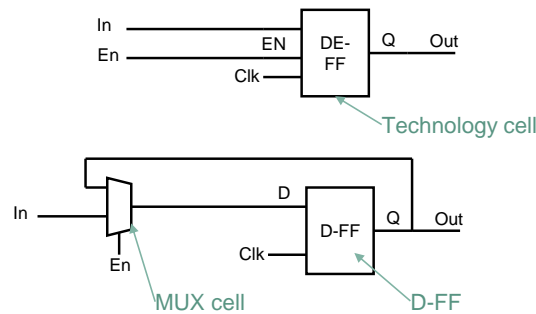 In
EN
DE-
FF
Q
Out
En
Clk
Technology cell
D
In
D-FF
Q
Out
En
Clk
MUX cell
D-FF